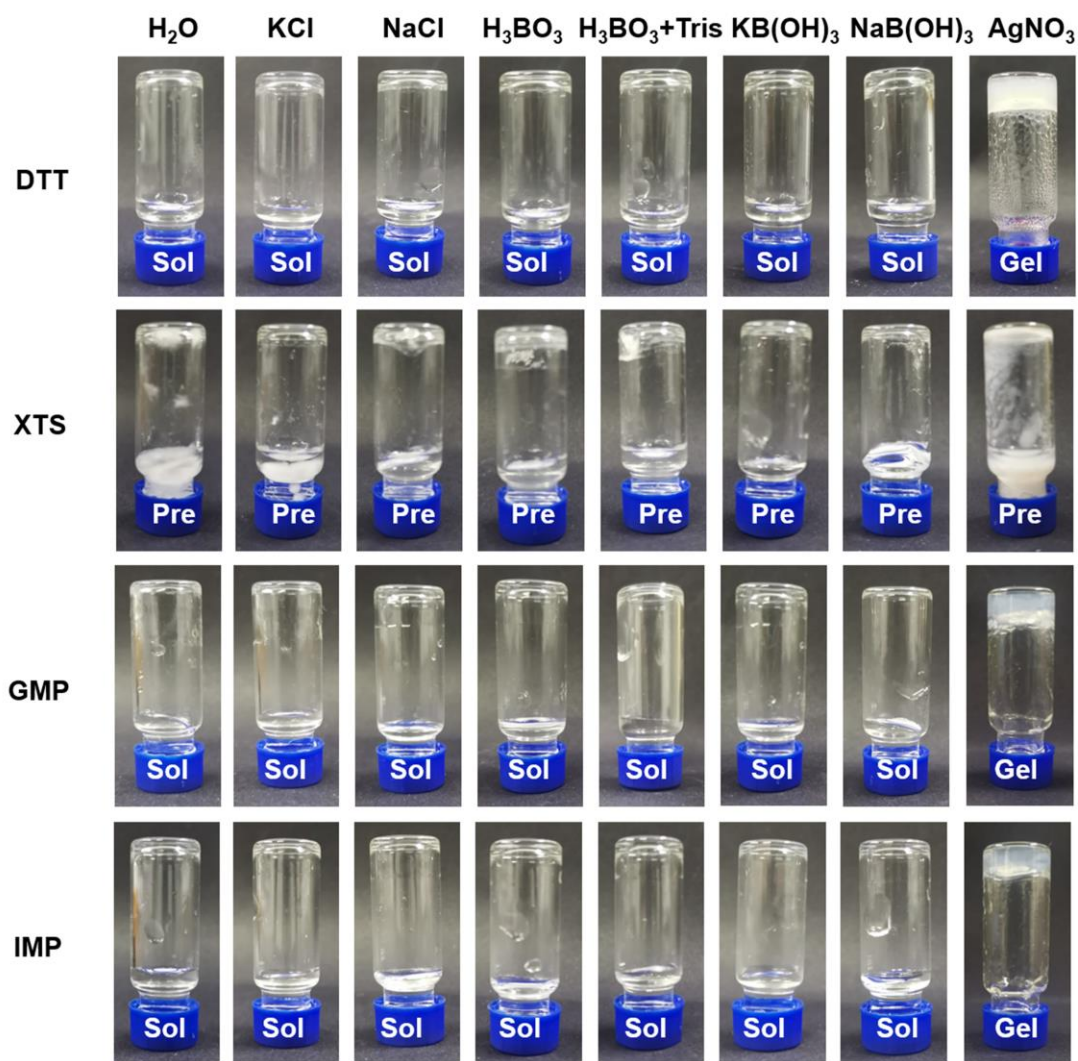 H₂O KCl NaCl H₃BO₃ H₃BO₃+Tris KB(OH)₃ NaB(OH)₃ AgNO₃
DTT Sol Sol Sol Sol Sol Sol Sol Gel
XTS Pre Pre Pre Pre Pre Pre Pre Pre
GMP Sol Sol Sol Sol Sol Sol Sol Gel
IMP Sol Sol Sol Sol Sol Sol Sol Gel